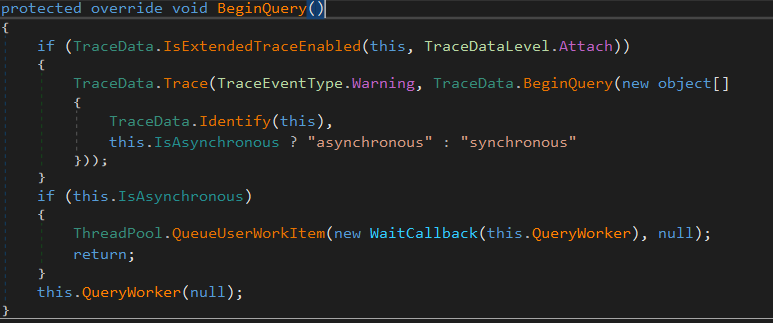 protected override void BeginQuery()
{
    if (TraceData.IsExtendedTraceEnabled(this, TraceDataLevel.Attach))
    {
        TraceData.Trace(TraceEventType.Warning, TraceData.BeginQuery(new object[]
        {
            TraceData.Identify(this),
            this.IsAsynchronous ? "asynchronous" : "synchronous"
        }));
    }
    if (this.IsAsynchronous)
    {
        ThreadPool.QueueUserWorkItem(new WaitCallback(this.QueryWorker), null);
        return;
    }
    this.QueryWorker(null);
}